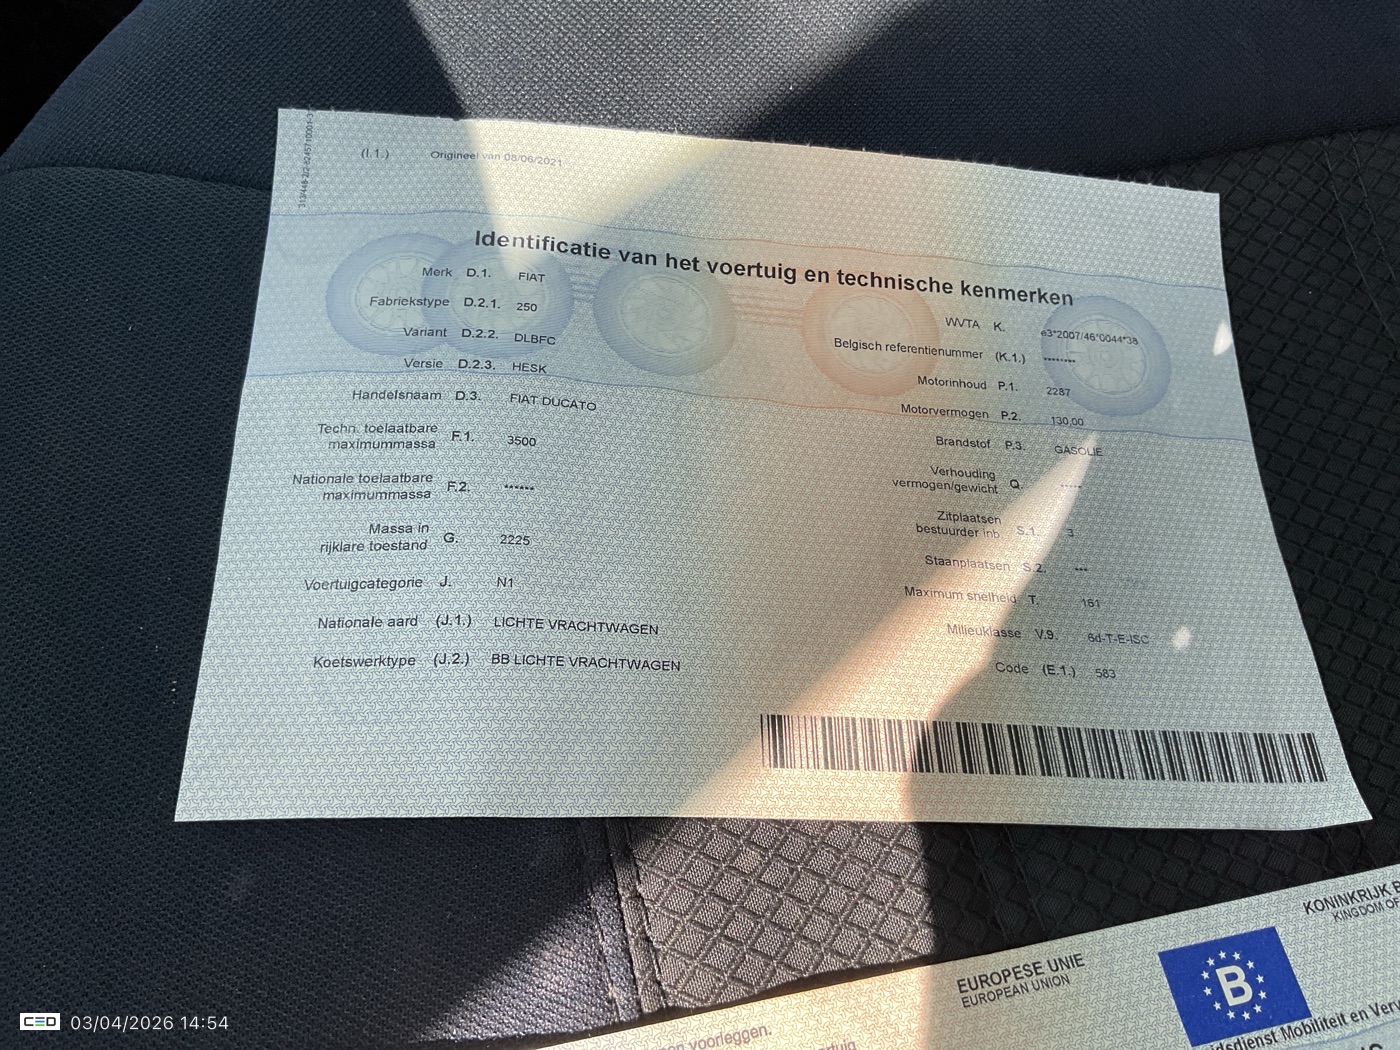 (I.1.) Origineel van 08/06/2021
Identificatie van het voertuig en technische kenmerken
Merk D.1. FIAT
Fabriekstype D.2.1. 250
Variant D.2.2. DLBFC
Versie D.2.3. HESK
Handelsnaam D.3. FIAT DUCATO
Techn. toelaatbare
maximummassa F.1. 3500
Nationale toelaatbare
maximummassa F.2. ******
Massa in
rijklare toestand G. 2225
Voertuigcategorie J. N1
Nationale aard (J.1.) LICHTE VRACHTWAGEN
Koetswerktype (J.2.) BB LICHTE VRACHTWAGEN
WVTA K. e3*2007/46*0044*38
Belgisch referentienummer (K.1.) ********
Motorinhoud P.1. 2287
Motorvermogen P.2. 130,00
Brandstof P.3. GASOLIE
Verhouding
vermogen/gewicht Q. *****
Zitplaatsen
bestuurder inb S.1. 3
Staanplaatsen S.2. ***
Maximum snelheid T. 161
Milieuklasse V.9. 6d-T-E-ISC
Code (E.1.) 583
EUROPESE UNIE
EUROPEAN UNION
B
KONINKRIJK
KINGDOM OF
Mobiliteit en
voorleggen.
CED 03/04/2026 14:54